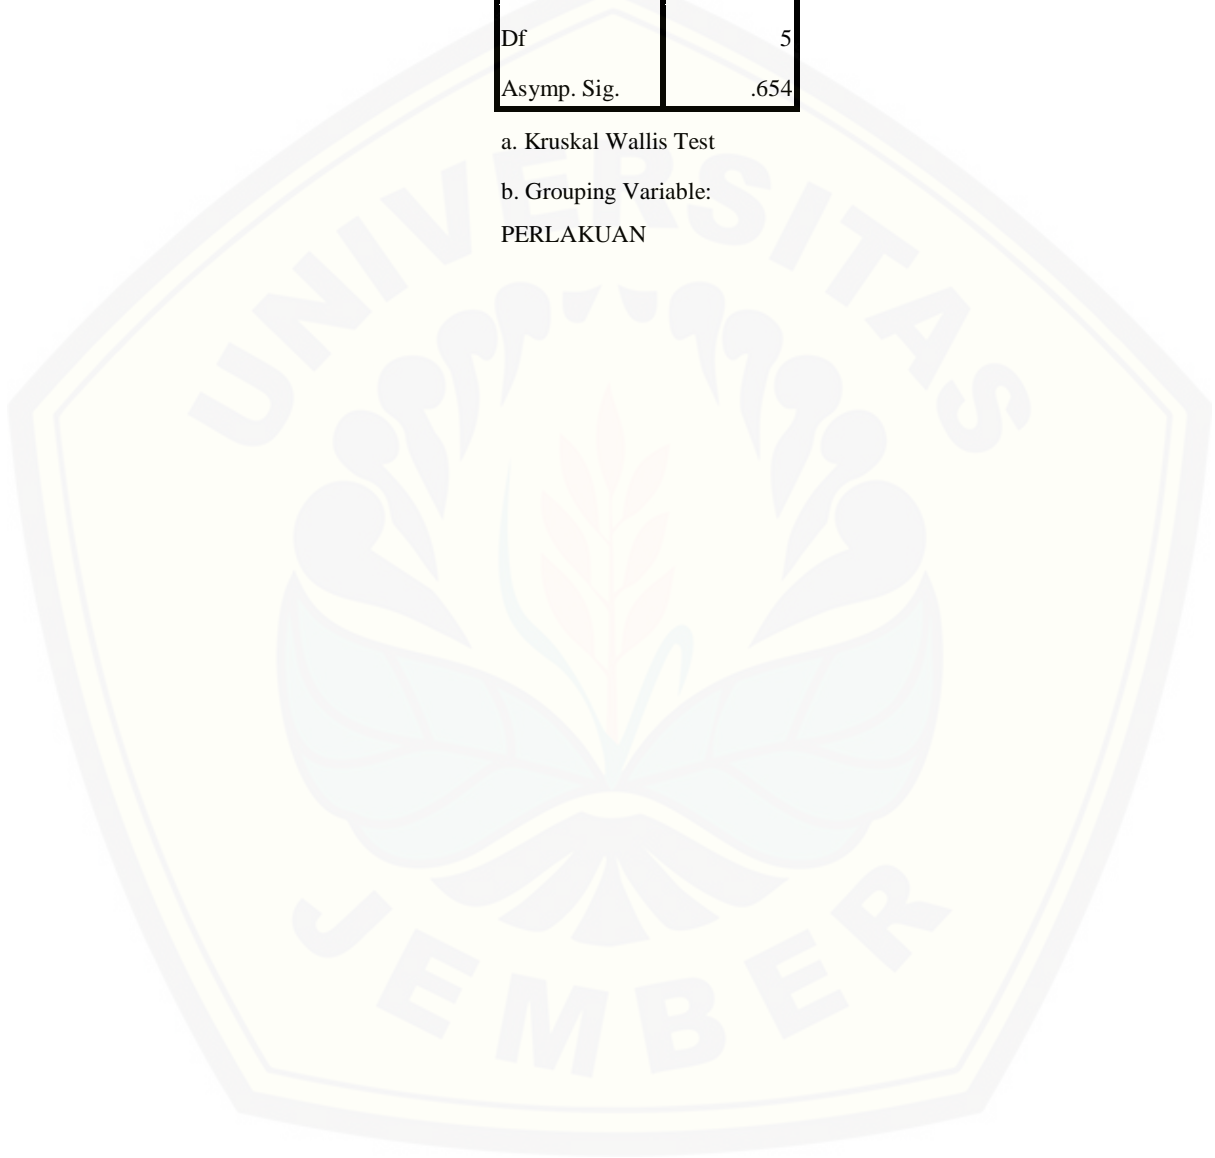 Df 5
Asymp. Sig. .654
a. Kruskal Wallis Test
b. Grouping Variable:
PERLAKUAN
UNIVERSITAS
JEMBER